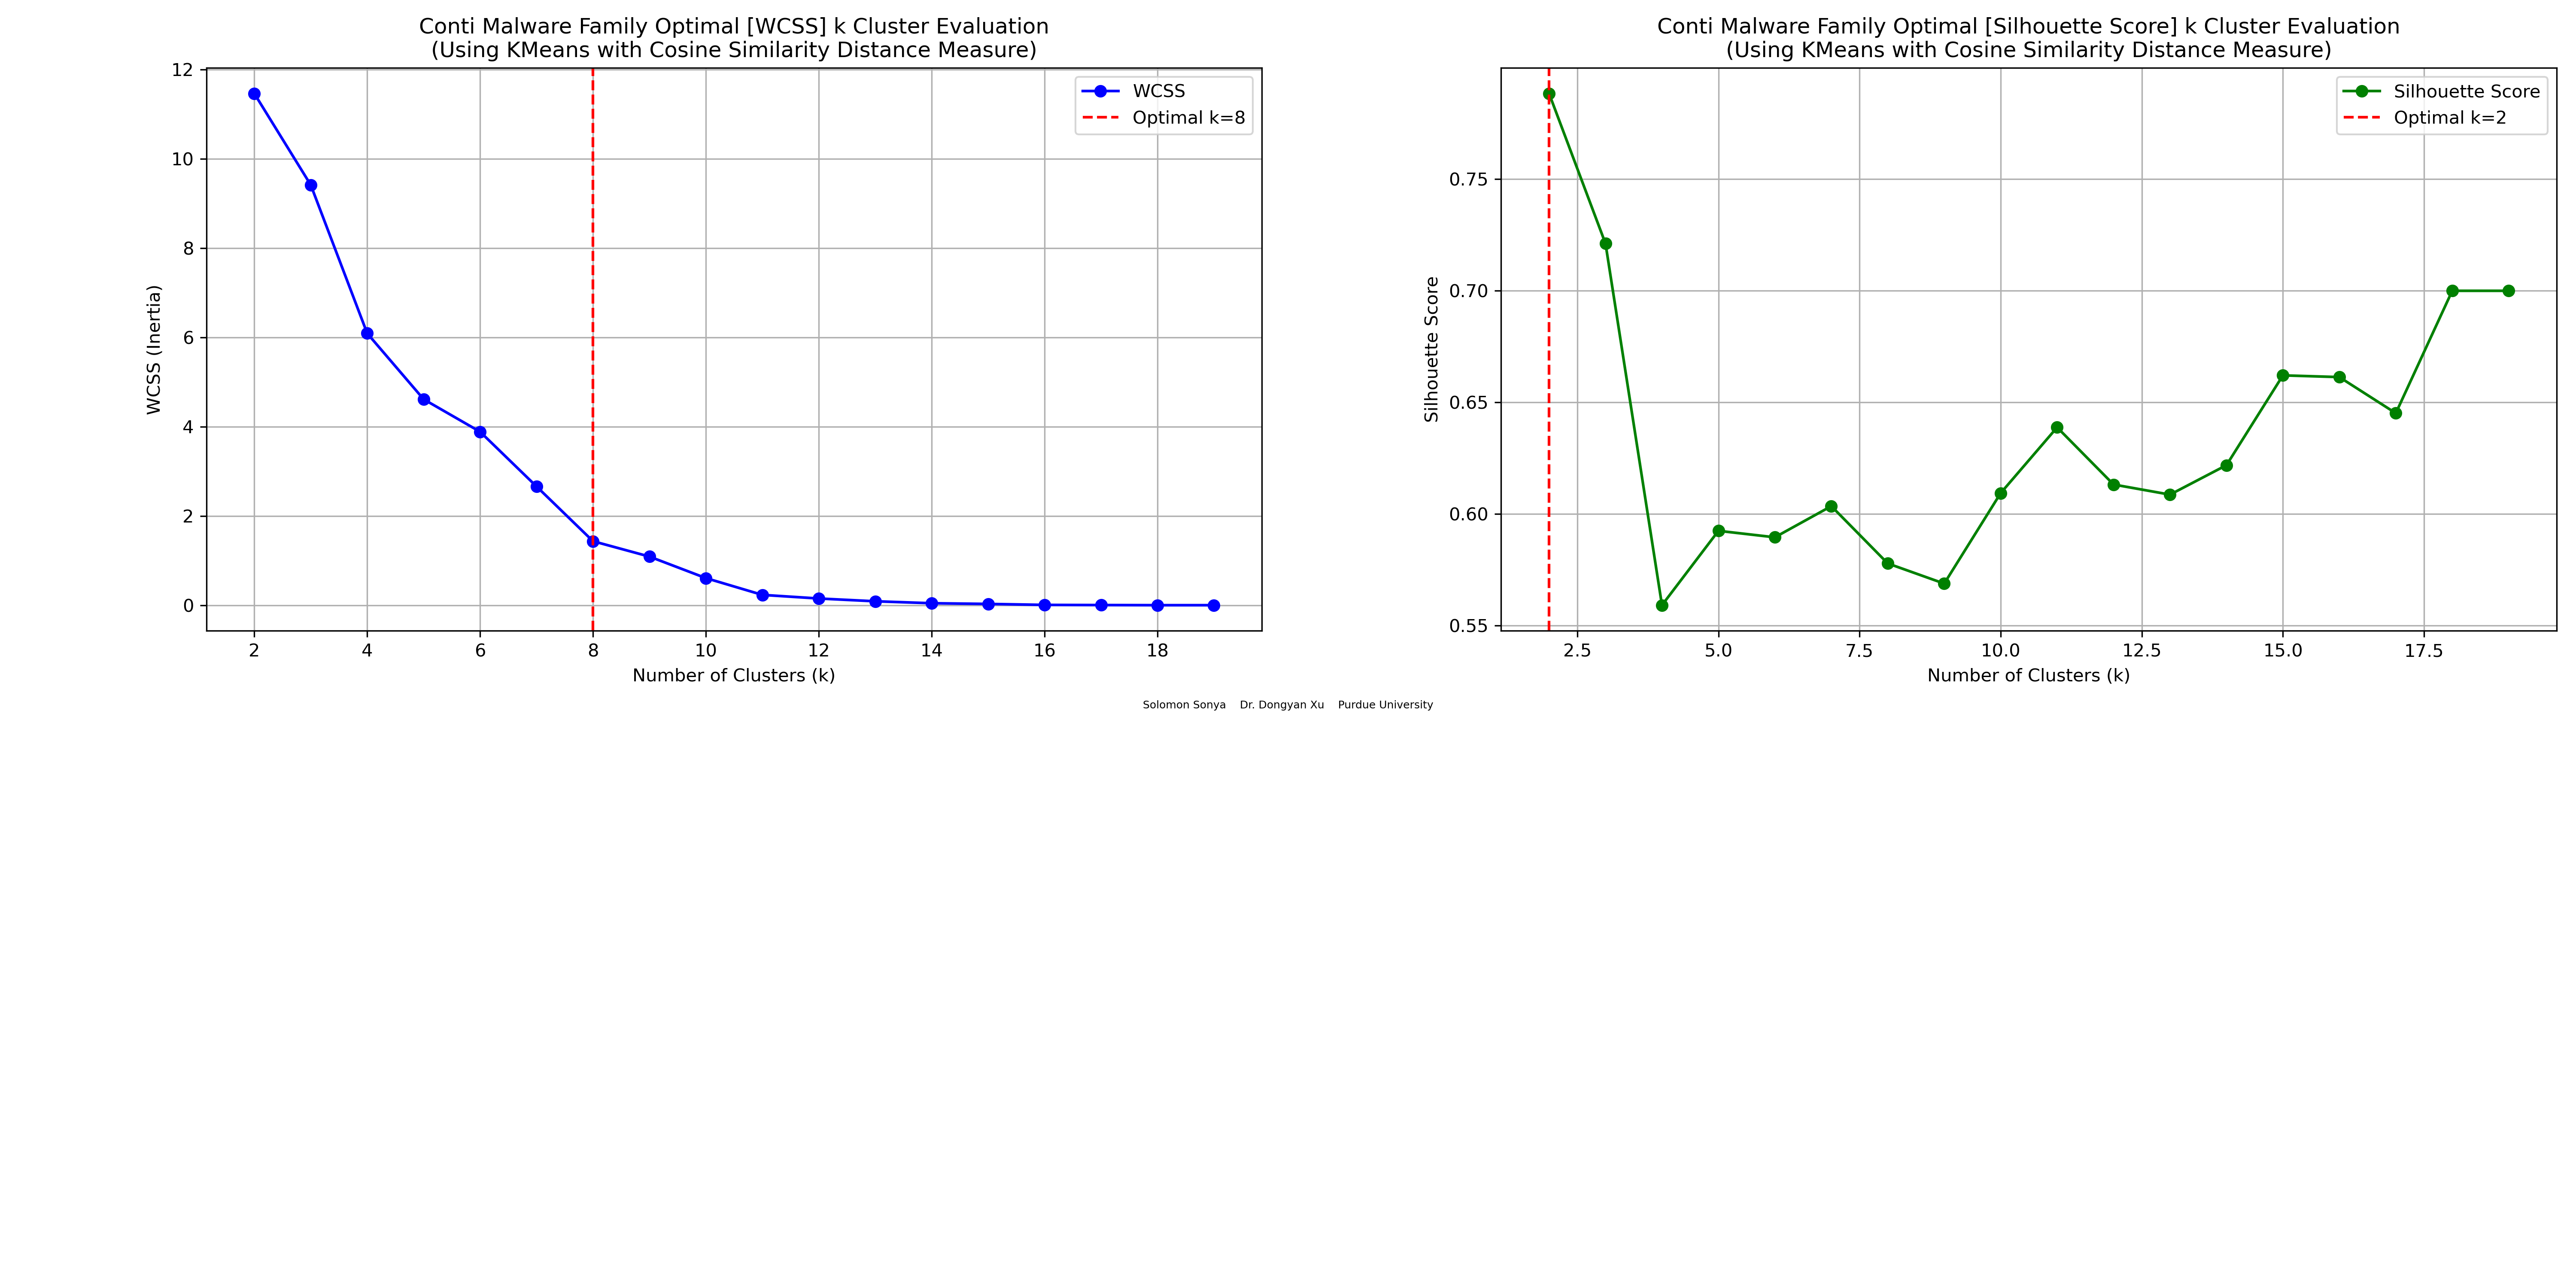 Conti Malware Family Optimal [WCSS] k Cluster Evaluation
(Using KMeans with Cosine Similarity Distance Measure)
WCSS
Optimal k=8
12
10
8
6
4
2
0
WCSS (Inertia)
2 4 6 8 10 12 14 16 18
Number of Clusters (k)
Conti Malware Family Optimal [Silhouette Score] k Cluster Evaluation
(Using KMeans with Cosine Similarity Distance Measure)
Silhouette Score
Optimal k=2
0.75
0.70
0.65
0.60
0.55
Silhouette Score
2.5 5.0 7.5 10.0 12.5 15.0 17.5
Number of Clusters (k)
Solomon Sonya Dr. Dongyan Xu Purdue University